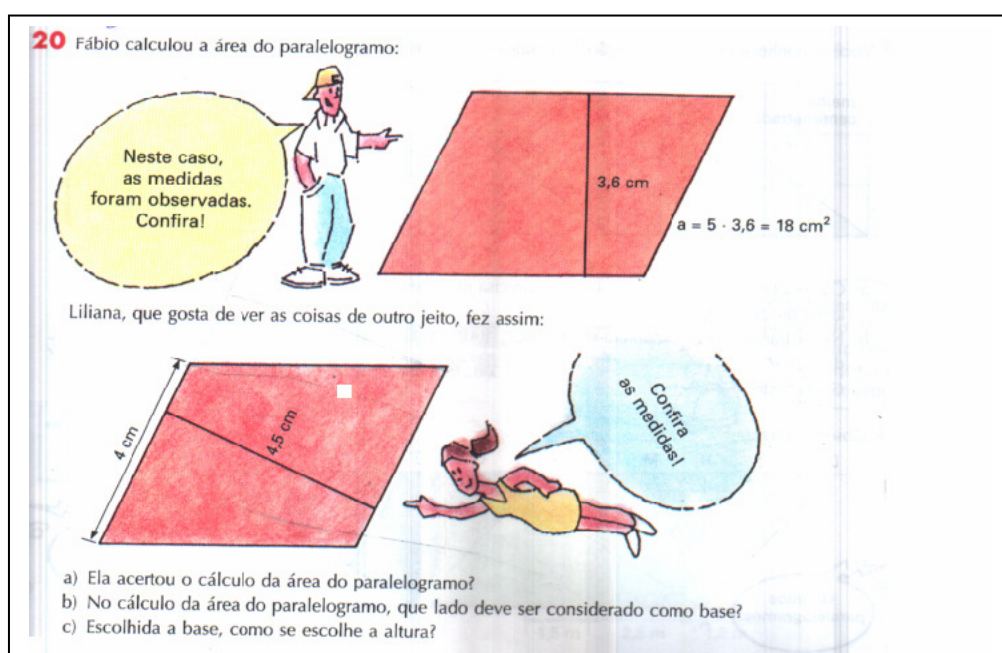 20 Fábio calculou a área do paralelogramo:
Neste caso,
as medidas
foram observadas.
Confira!
3,6 cm
a = 5 · 3,6 = 18 cm²
Liliana, que gosta de ver as coisas de outro jeito, fez assim:
4 cm
4,5 cm
Confira
as medidas!
a) Ela acertou o cálculo da área do paralelogramo?
b) No cálculo da área do paralelogramo, que lado deve ser considerado como base?
c) Escolhida a base, como se escolhe a altura?